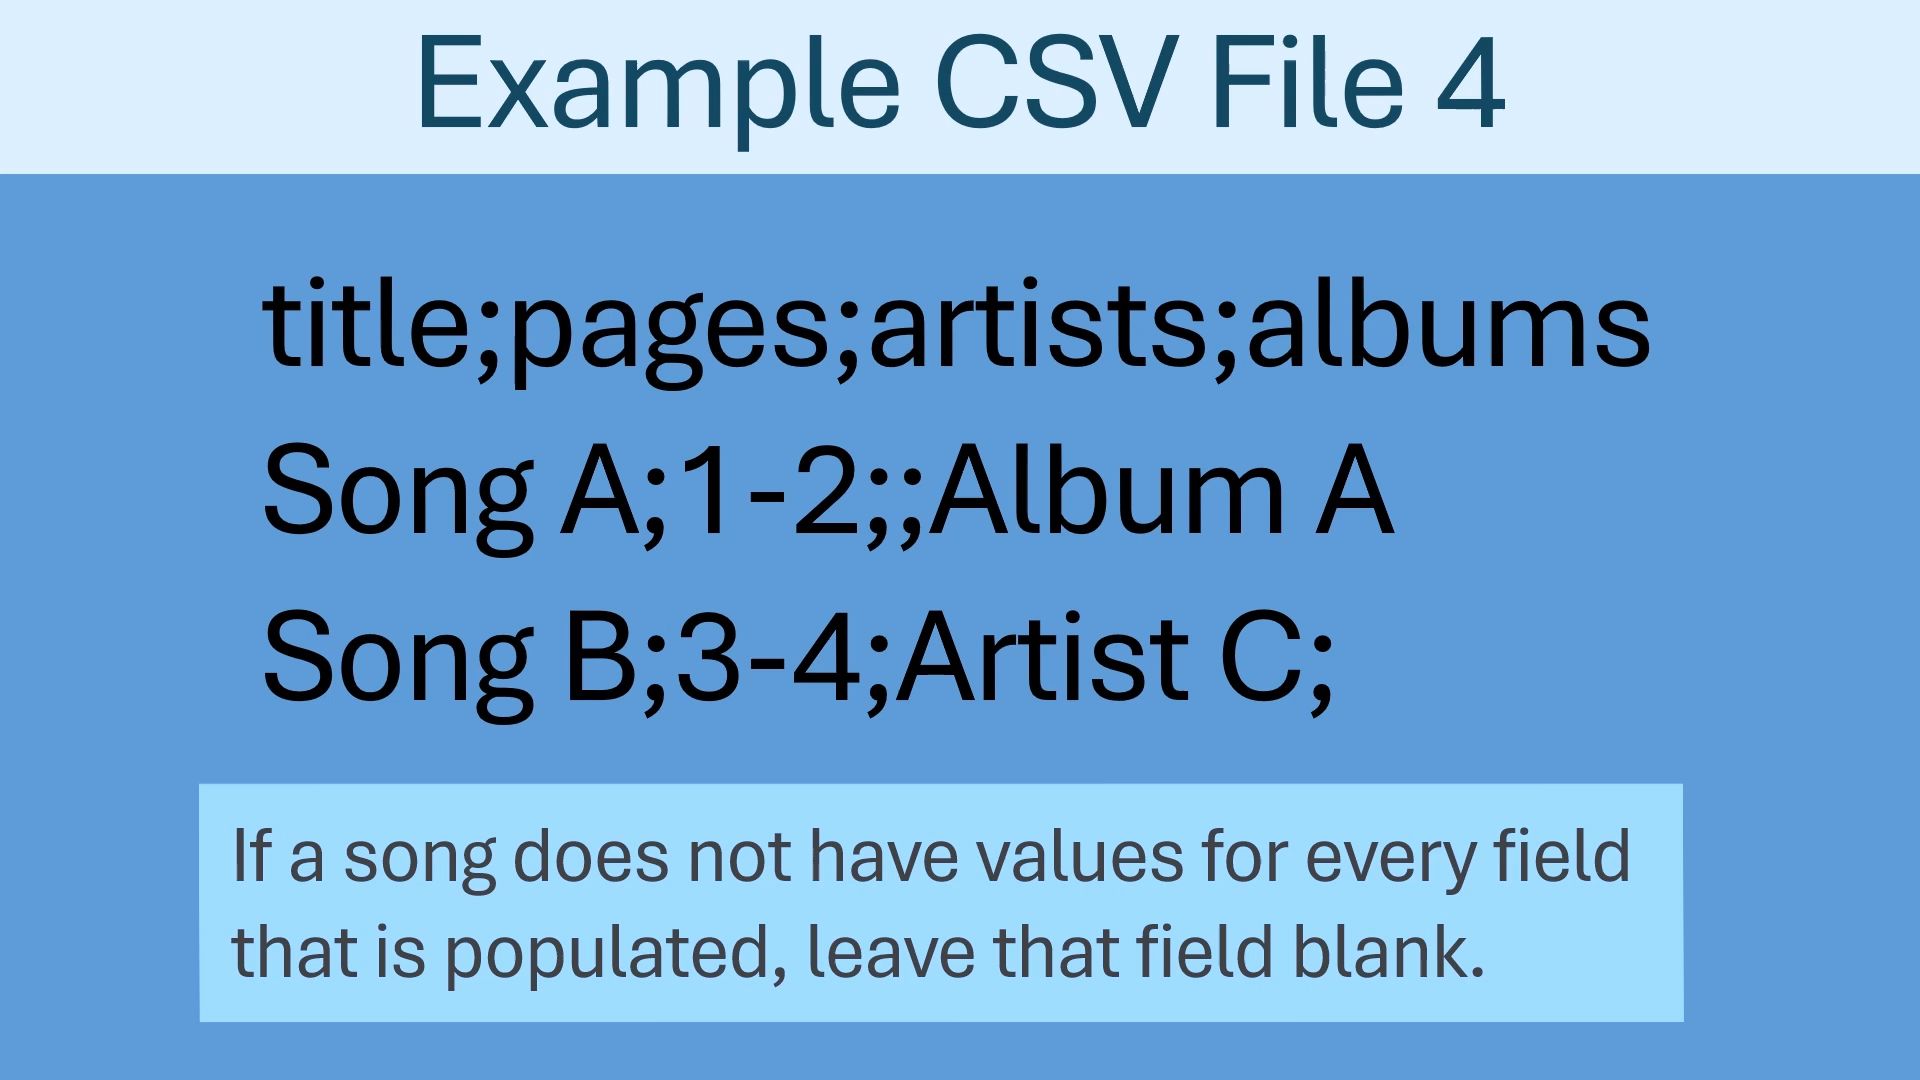 Example CSV File 4
title;pages;artists;albums
Song A;1-2;;Album A
Song B;3-4;Artist C;
If a song does not have values for every field
that is populated, leave that field blank.